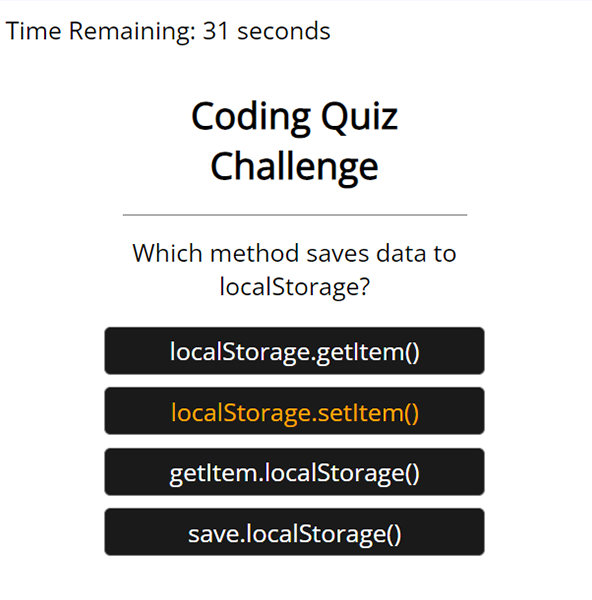 Time Remaining: 31 seconds
Coding Quiz
Challenge
Which method saves data to
localStorage?
localStorage.getItem()
localStorage.setItem()
getItem.localStorage()
save.localStorage()